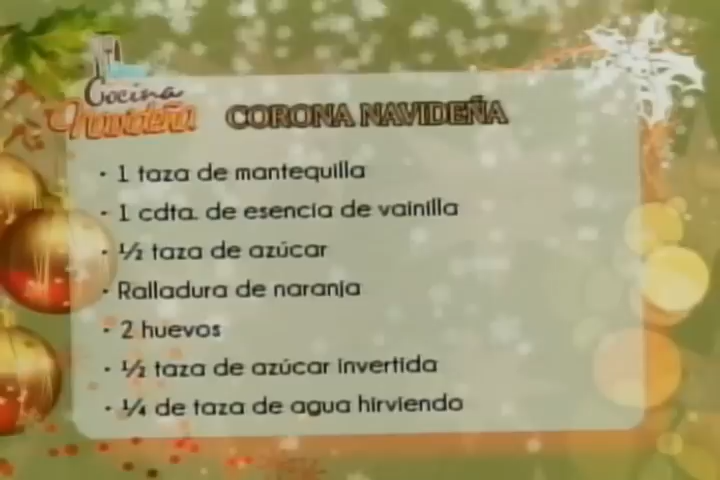 Cocina
Navideña
CORONA NAVIDEÑA
· 1 taza de mantequilla
· 1 cdta. de esencia de vainilla
· ½ taza de azúcar
· Ralladura de naranja
· 2 huevos
· ½ taza de azúcar invertida
· ¼ de taza de agua hirviendo